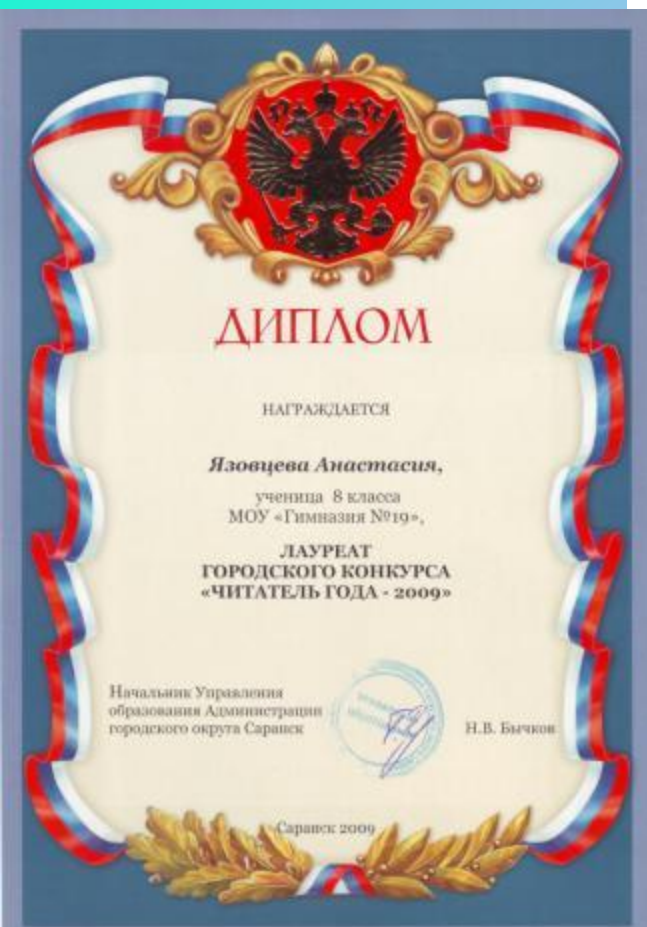 ДИПЛОМ
НАГРАЖДАЕТСЯ
Язовцева Анастасия,
ученица 8 класса
МОУ «Гимназия №19»,
ЛАУРЕАТ
ГОРОДСКОГО КОНКУРСА
«ЧИТАТЕЛЬ ГОДА - 2009»
Начальник Управления
образования Администрации
городского округа Саранск
Н.В. Бычков
Саранск 2009